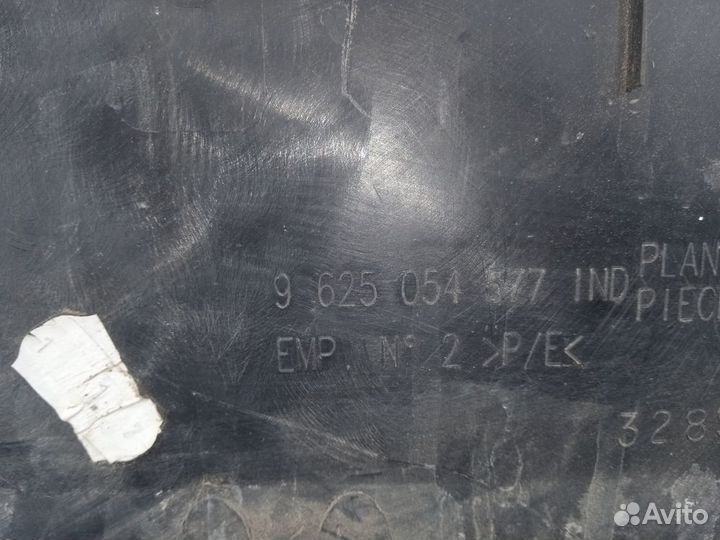 PLAN
9 625 054 577 IND
PIEC
EMP. N° 2 >P/E<
328
Avito